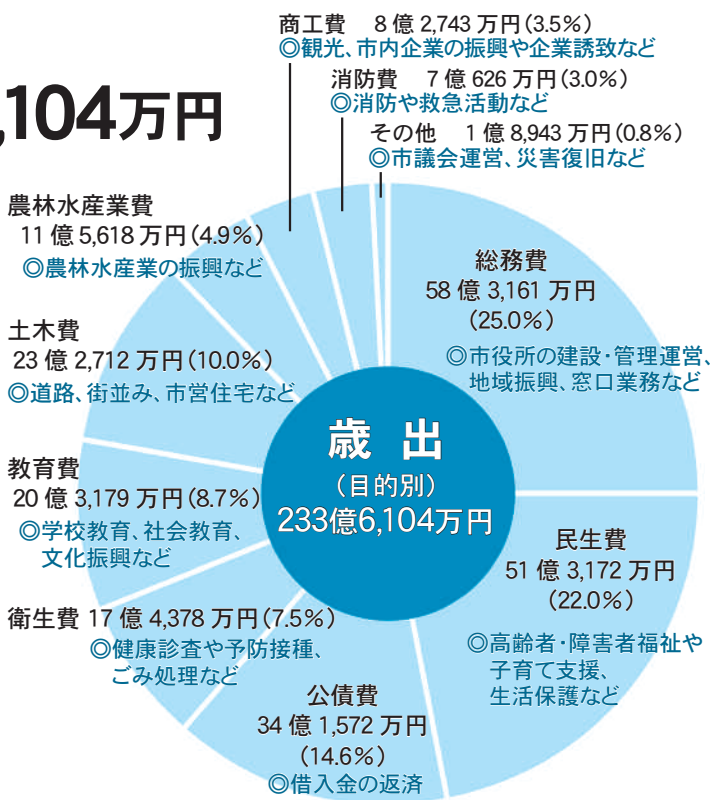 ,104万円
商工費 8億2,743万円(3.5%)
◎観光、市内企業の振興や企業誘致など
消防費 7億626万円(3.0%)
◎消防や救急活動など
その他 1億8,943万円(0.8%)
◎市議会運営、災害復旧など
農林水産業費
11億5,618万円(4.9%)
◎農林水産業の振興など
総務費
58億3,161万円
(25.0%)
◎市役所の建設・管理運営、
地域振興、窓口業務など
土木費
23億2,712万円(10.0%)
◎道路、街並み、市営住宅など
歳出
(目的別)
233億6,104万円
教育費
20億3,179万円(8.7%)
◎学校教育、社会教育、
文化振興など
民生費
51億3,172万円
(22.0%)
◎高齢者・障害者福祉や
子育て支援、
生活保護など
衛生費 17億4,378万円(7.5%)
◎健康診査や予防接種、
ごみ処理など
公債費
34億1,572万円
(14.6%)
◎借入金の返済